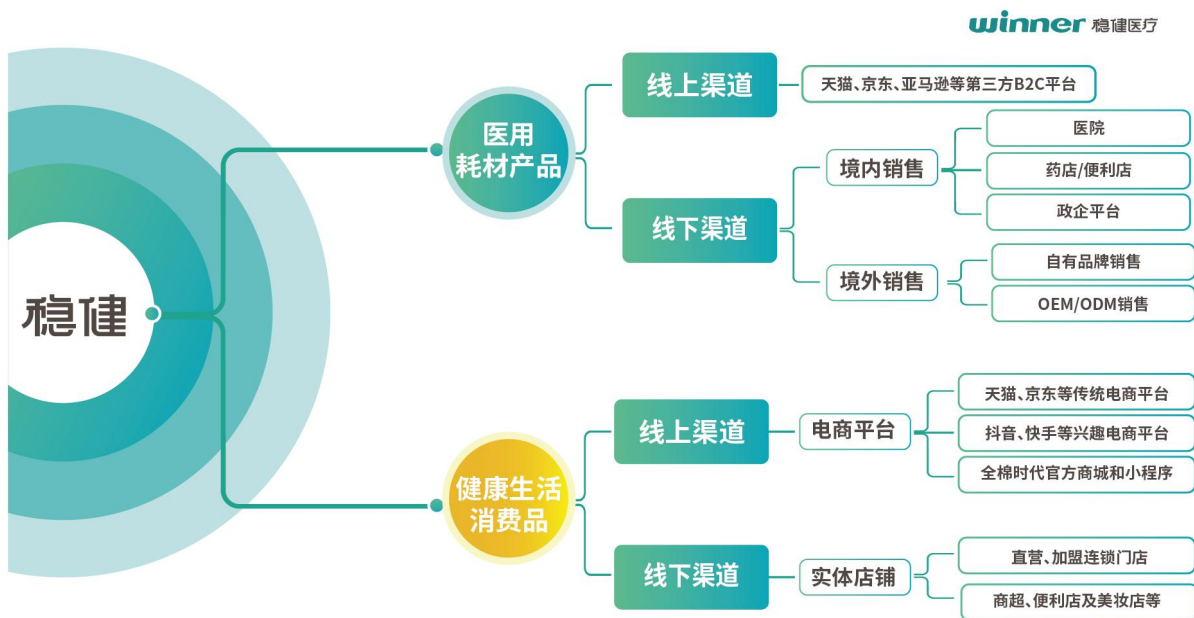 winner 稳健医疗
稳健
医用
耗材产品
线上渠道
天猫、京东、亚马逊等第三方B2C平台
线下渠道
境内销售
医院
药店/便利店
政企平台
境外销售
自有品牌销售
OEM/ODM销售
健康生活
消费品
线上渠道
电商平台
天猫、京东等传统电商平台
抖音、快手等兴趣电商平台
全棉时代官方商城和小程序
线下渠道
实体店铺
直营、加盟连锁门店
商超、便利店及美妆店等